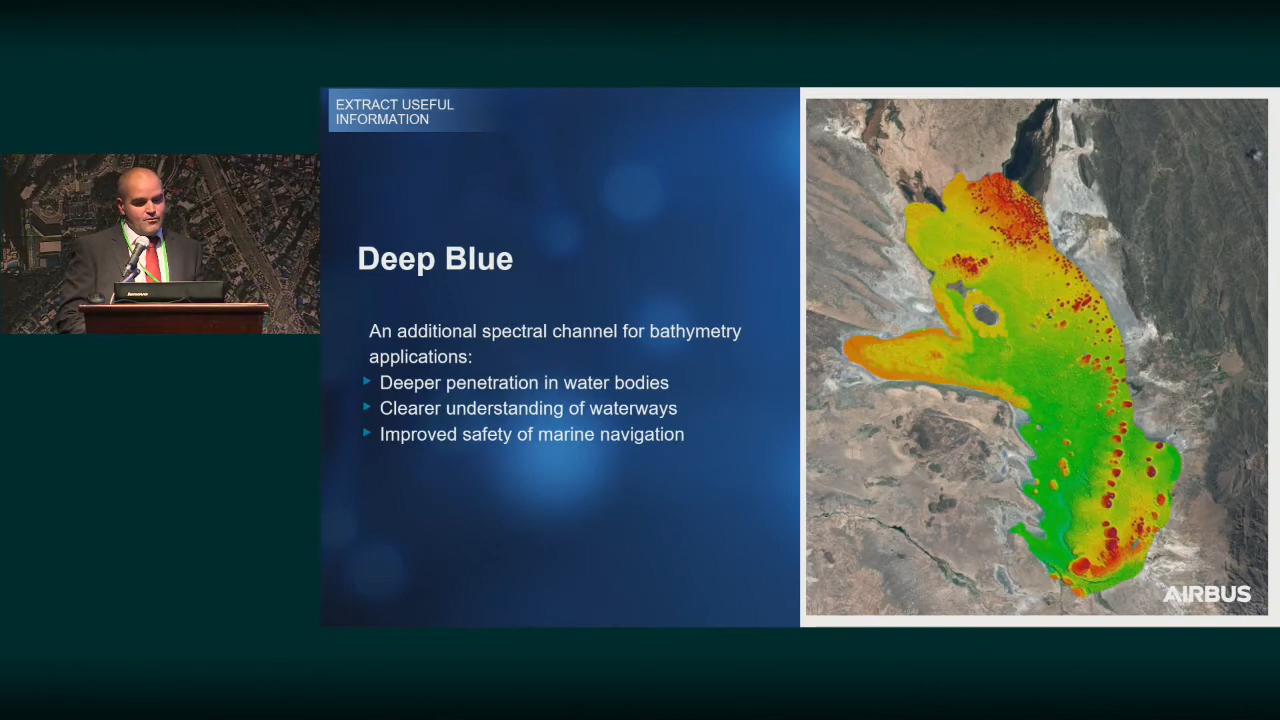 EXTRACT USEFUL
INFORMATION
Deep Blue
An additional spectral channel for bathymetry
applications:
Deeper penetration in water bodies
Clearer understanding of waterways
Improved safety of marine navigation
AIRBUS
lenovo